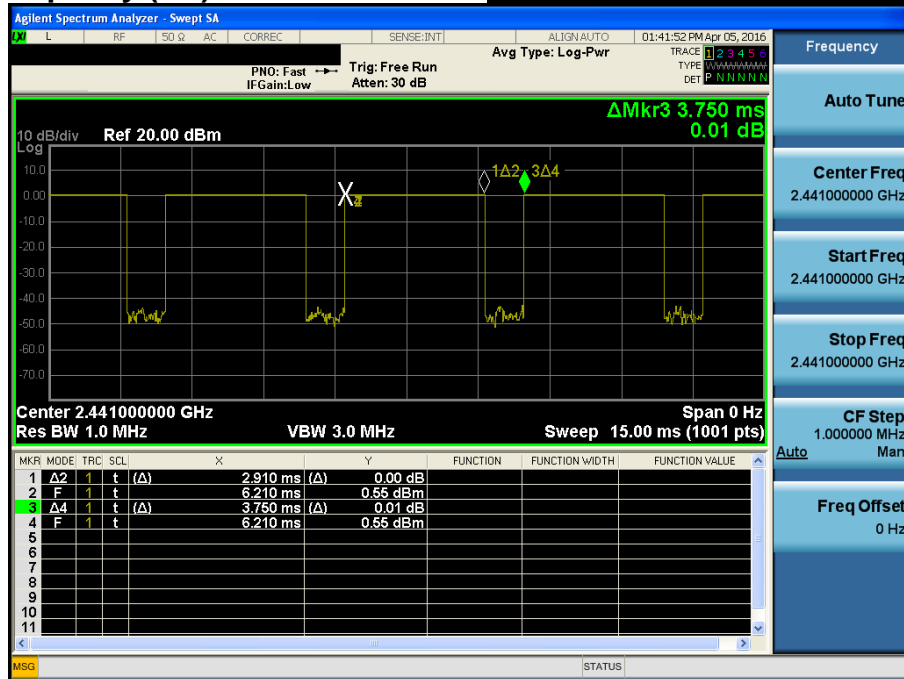 Agilent Spectrum Analyzer - Swept SA
LXI L RF 50 Ω AC CORREC SENSE:INT ALIGN AUTO 01:41:52 PM Apr 05, 2016
Avg Type: Log-Pwr TRACE 1 2 3 4 5 6
PNO: Fast Trig: Free Run TYPE WWWWWW
IFGain:Low Atten: 30 dB DET P N N N N N
ΔMkr3 3.750 ms
0.01 dB
10 dB/div Ref 20.00 dBm
Log
10.0
0.00
-10.0
-20.0
-30.0
-40.0
-50.0
-60.0
-70.0
1Δ2 3Δ4
X
Center 2.441000000 GHz Span 0 Hz
Res BW 1.0 MHz VBW 3.0 MHz Sweep 15.00 ms (1001 pts)
MKR MODE TRC SCL X Y FUNCTION FUNCTION WIDTH FUNCTION VALUE
1 Δ2 1 t (Δ) 2.910 ms (Δ) 0.00 dB
2 F 1 t 6.210 ms 0.55 dBm
3 Δ4 1 t (Δ) 3.750 ms (Δ) 0.01 dB
4 F 1 t 6.210 ms 0.55 dBm
5
6
7
8
9
10
11
MSG STATUS
Frequency
Auto Tune
Center Freq
2.441000000 GHz
Start Freq
2.441000000 GHz
Stop Freq
2.441000000 GHz
CF Step
1.000000 MHz
Auto Man
Freq Offset
0 Hz